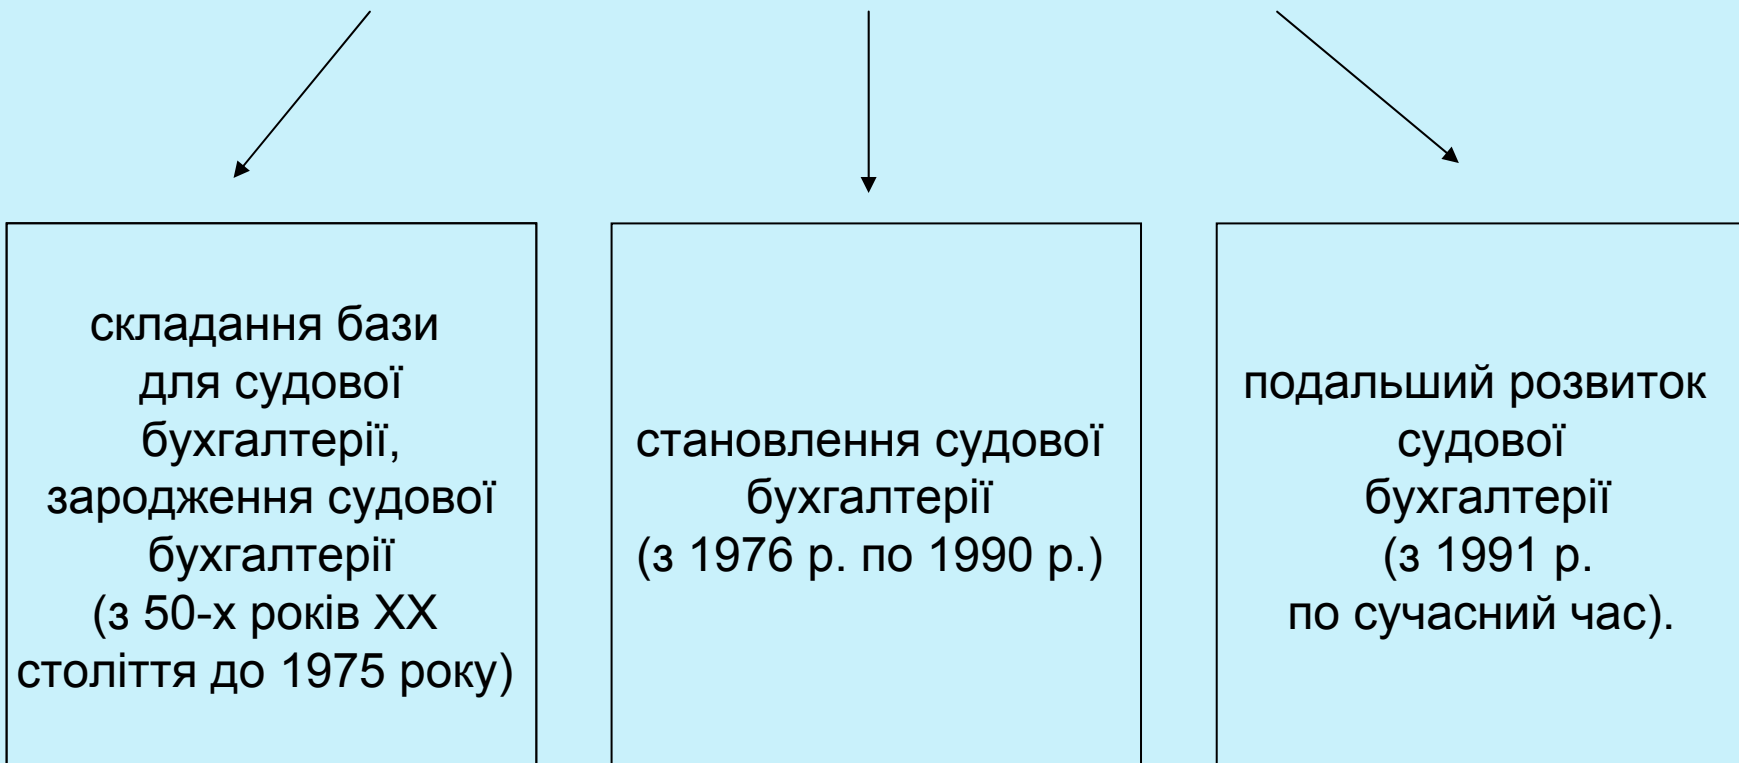 складання бази
для судової
бухгалтерії,
зародження судової
бухгалтерії
(з 50-х років ХХ
століття до 1975 року)
становлення судової
бухгалтерії
(з 1976 р. по 1990 р.)
подальший розвиток
судової
бухгалтерії
(з 1991 р.
по сучасний час).